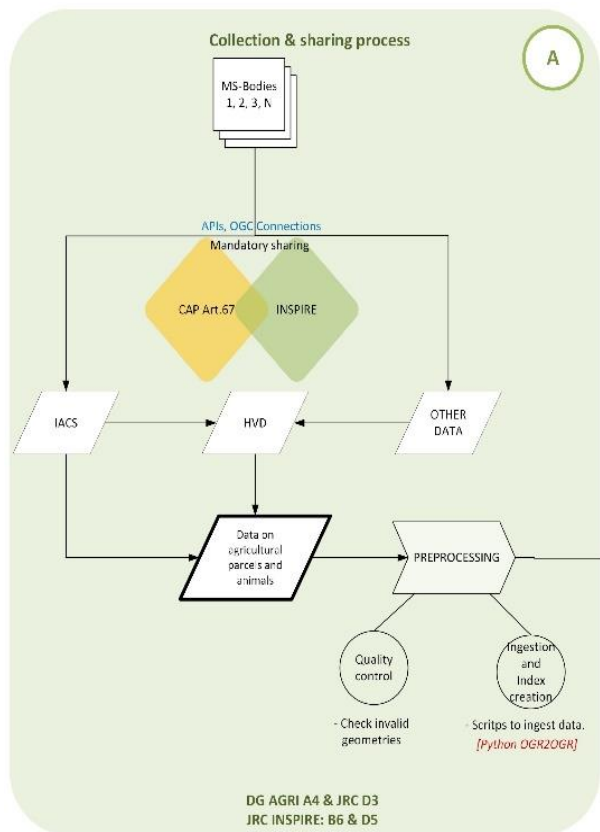 Collection & sharing process
A
MS-Bodies
1, 2, 3, N
APIs, OGC Connections
Mandatory sharing
CAP Art.67
INSPIRE
IACS
HVD
OTHER
DATA
Data on
agricultural
parcels and
animals
PREPROCESSING
Quality
control
Ingestion
and
Index
creation
- Check invalid
geometries
- Scritps to ingest data.
[Python OGR2OGR]
DG AGRI A4 & JRC D3
JRC INSPIRE: B6 & D5